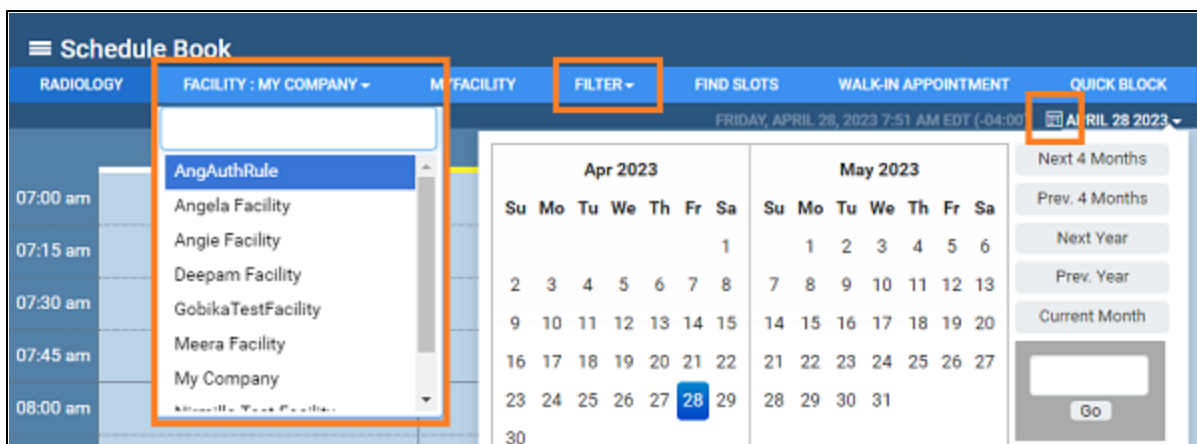 Schedule Book
RADIOLOGY FACILITY : MY COMPANY MYFACILITY FILTER FIND SLOTS WALK-IN APPOINTMENT QUICK BLOCK
FRIDAY, APRIL 28, 2023 7:51 AM EDT (-04:00) APRIL 28 2023
AngAuthRule
Angela Facility
Angie Facility
Deepam Facility
GobikaTestFacility
Meera Facility
My Company
07:00 am
07:15 am
07:30 am
07:45 am
08:00 am
Apr 2023
Su Mo Tu We Th Fr Sa
1
2 3 4 5 6 7 8
9 10 11 12 13 14 15
16 17 18 19 20 21 22
23 24 25 26 27 28 29
30
May 2023
Su Mo Tu We Th Fr Sa
1 2 3 4 5 6
7 8 9 10 11 12 13
14 15 16 17 18 19 20
21 22 23 24 25 26 27
28 29 30 31
Next 4 Months
Prev. 4 Months
Next Year
Prev. Year
Current Month
Go